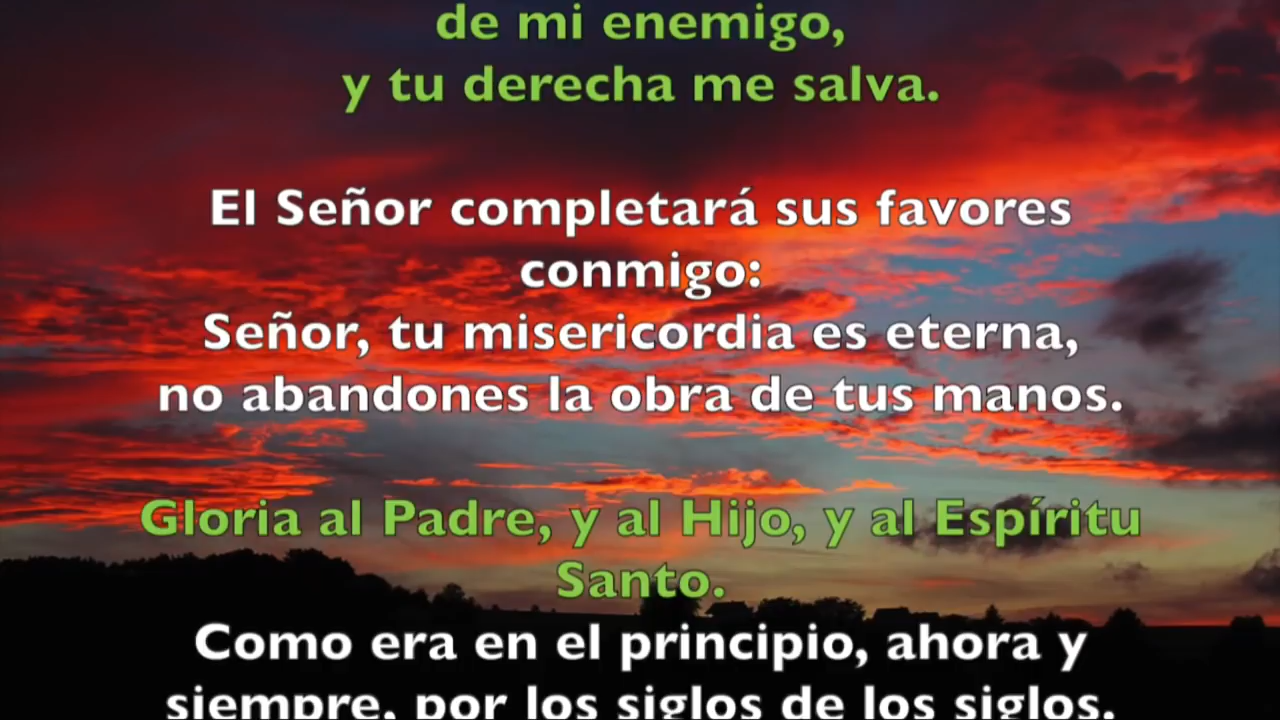 de mi enemigo,
y tu derecha me salva.
El Señor completará sus favores
conmigo:
Señor, tu misericordia es eterna,
no abandones la obra de tus manos.
Gloria al Padre, y al Hijo, y al Espíritu
Santo.
Como era en el principio, ahora y
siempre, por los siglos de los siglos.